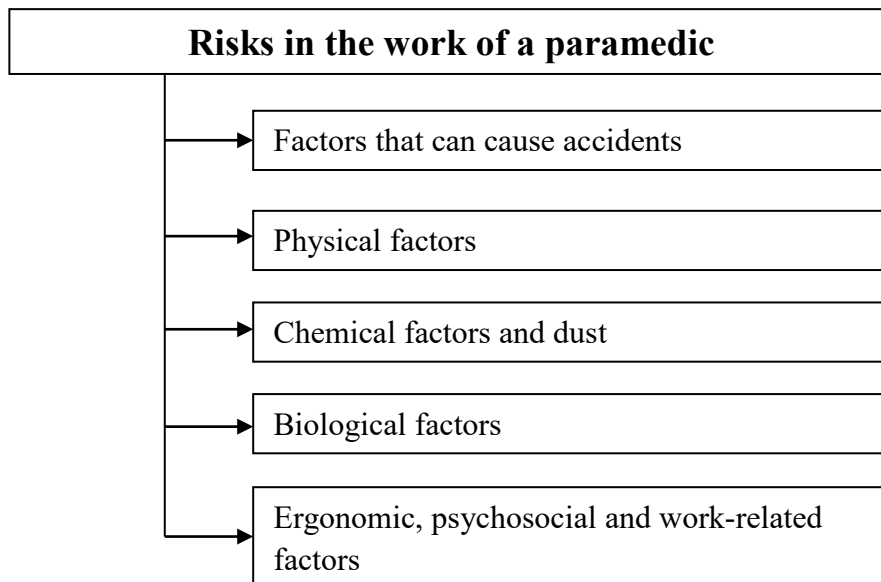 Risks in the work of a paramedic
Factors that can cause accidents
Physical factors
Chemical factors and dust
Biological factors
Ergonomic, psychosocial and work-related
factors